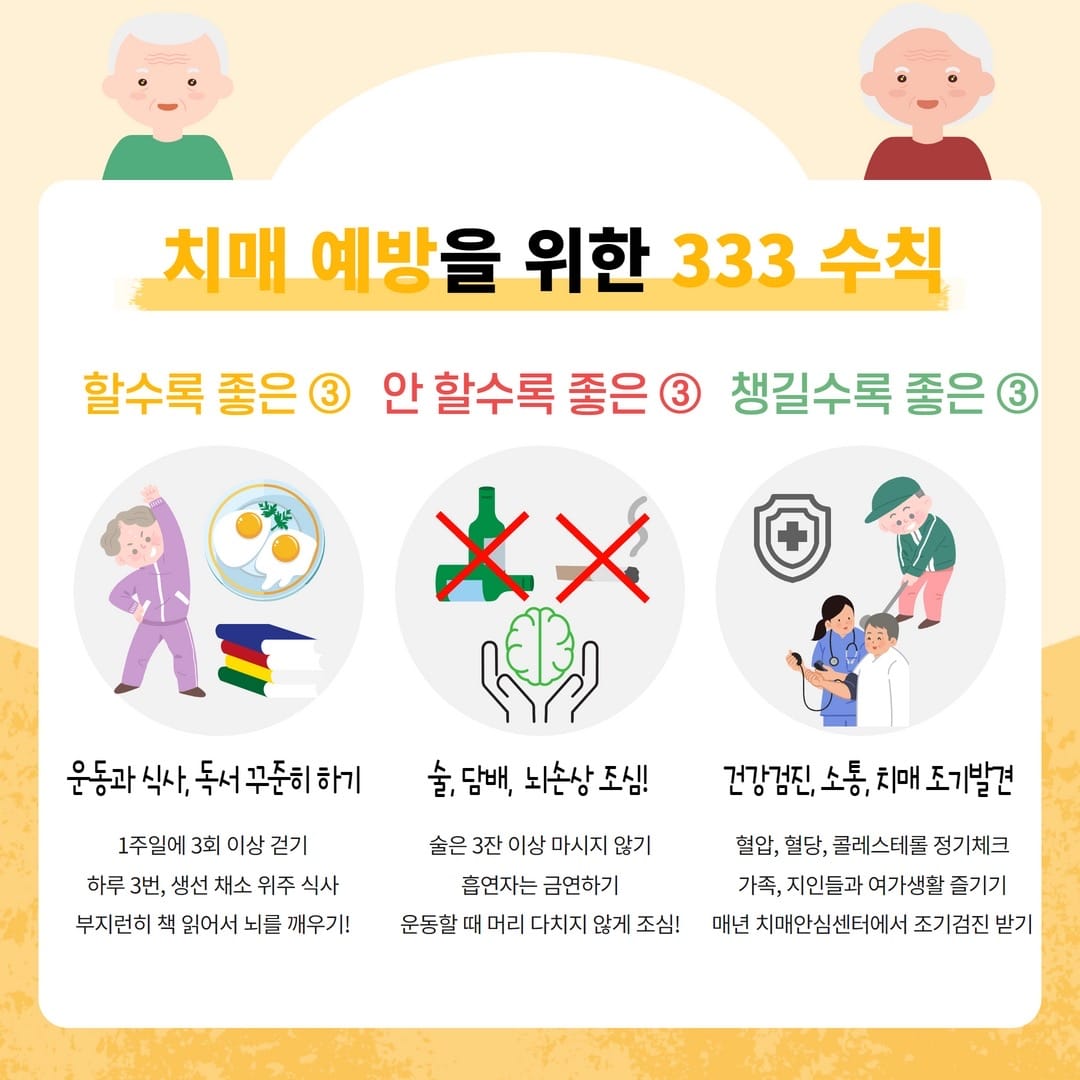 치매 예방을 위한 333 수칙
할수록 좋은 ③
안 할수록 좋은 ③
챙길수록 좋은 ③
운동과 식사, 독서 꾸준히 하기
1주일에 3회 이상 걷기
하루 3번, 생선 채소 위주 식사
부지런히 책 읽어서 뇌를 깨우기!
술, 담배, 뇌손상 조심!
술은 3잔 이상 마시지 않기
흡연자는 금연하기
운동할 때 머리 다치지 않게 조심!
건강검진, 소통, 치매 조기발견
혈압, 혈당, 콜레스테롤 정기체크
가족, 지인들과 여가생활 즐기기
매년 치매안심센터에서 조기검진 받기